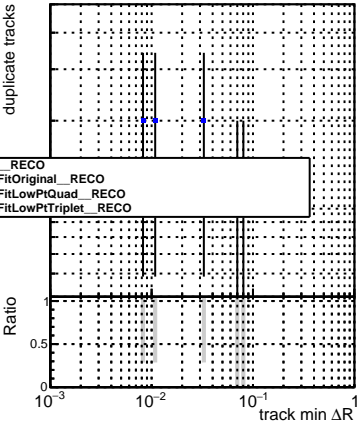 duplicate tracks
__RECO
FitOriginal__RECO
FitLowPtQuad__RECO
FitLowPtTriplet__RECO
Ratio
1
0.5
0
10⁻³ 10⁻² 10⁻¹ 1
track min ΔR